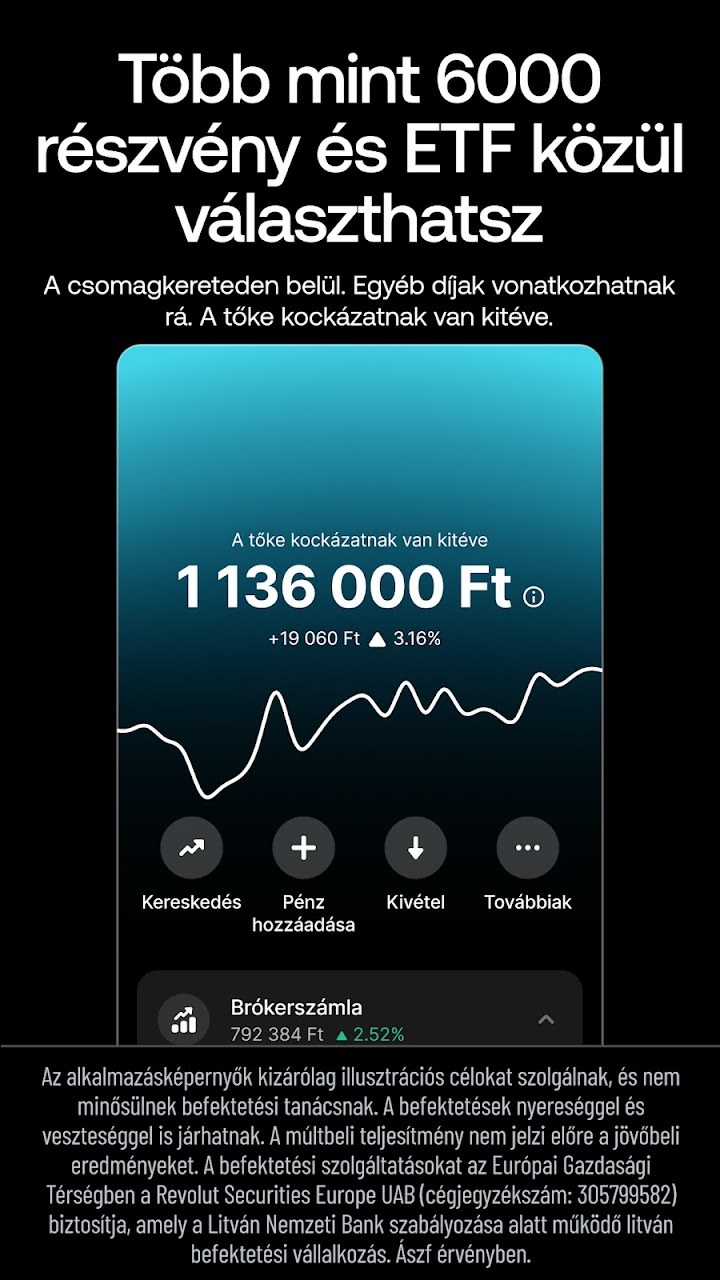 Több mint 6000
részvény és ETF közül
választhatsz
A csomagkereteden belül. Egyéb díjak vonatkozhatnak
rá. A tőke kockázatnak van kitéve.
A tőke kockázatnak van kitéve
1 136 000 Ft
+19 060 Ft ▲ 3.16%
Kereskedés
Pénz
hozzáadása
Kivétel
Továbbiak
Brókerszámla
792 384 Ft ▲ 2.52%
Az alkalmazásképernyők kizárólag illusztrációs célokat szolgálnak, és nem
minősülnek befektetési tanácsnak. A befektetések nyereséggel és
veszteséggel is járhatnak. A múltbeli teljesítmény nem jelzi előre a jövőbeli
eredményeket. A befektetési szolgáltatásokat az Európai Gazdasági
Térségben a Revolut Securities Europe UAB (cégjegyzékszám: 305799582)
biztosítja, amely a Litván Nemzeti Bank szabályozása alatt működő litván
befektetési vállalkozás. Ászf érvényben.